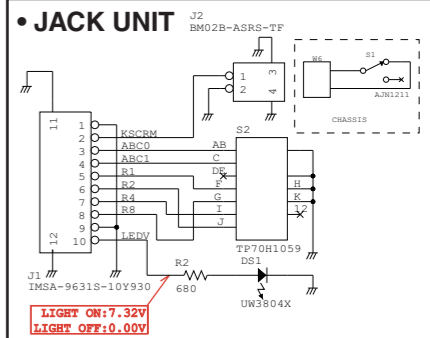 • JACK UNIT
J2
BM02B-ASRS-TF
1
2
3
4
W6
S1
AJN1211
CHASSIS
11
1
2
3
4
5
6
7
8
9
10
12
KSCRM
ABC0
ABC1
R1
R2
R4
R8
LEDV
S2
AB
C
DE
F
G
I
J
H
K
12
TP70H1059
J1
IMSA-9631S-10Y930
R2
680
DS1
UW3804X
LIGHT ON:7.32V
LIGHT OFF:0.00V